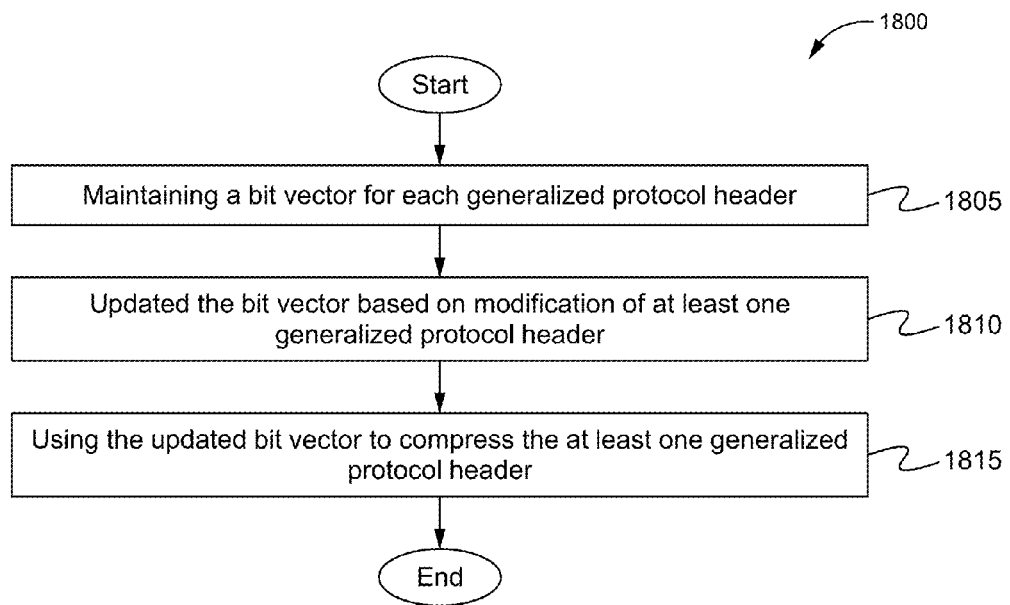 1800
Start
Maintaining a bit vector for each generalized protocol header
1805
Updated the bit vector based on modification of at least one
generalized protocol header
1810
Using the updated bit vector to compress the at least one generalized
protocol header
1815
End